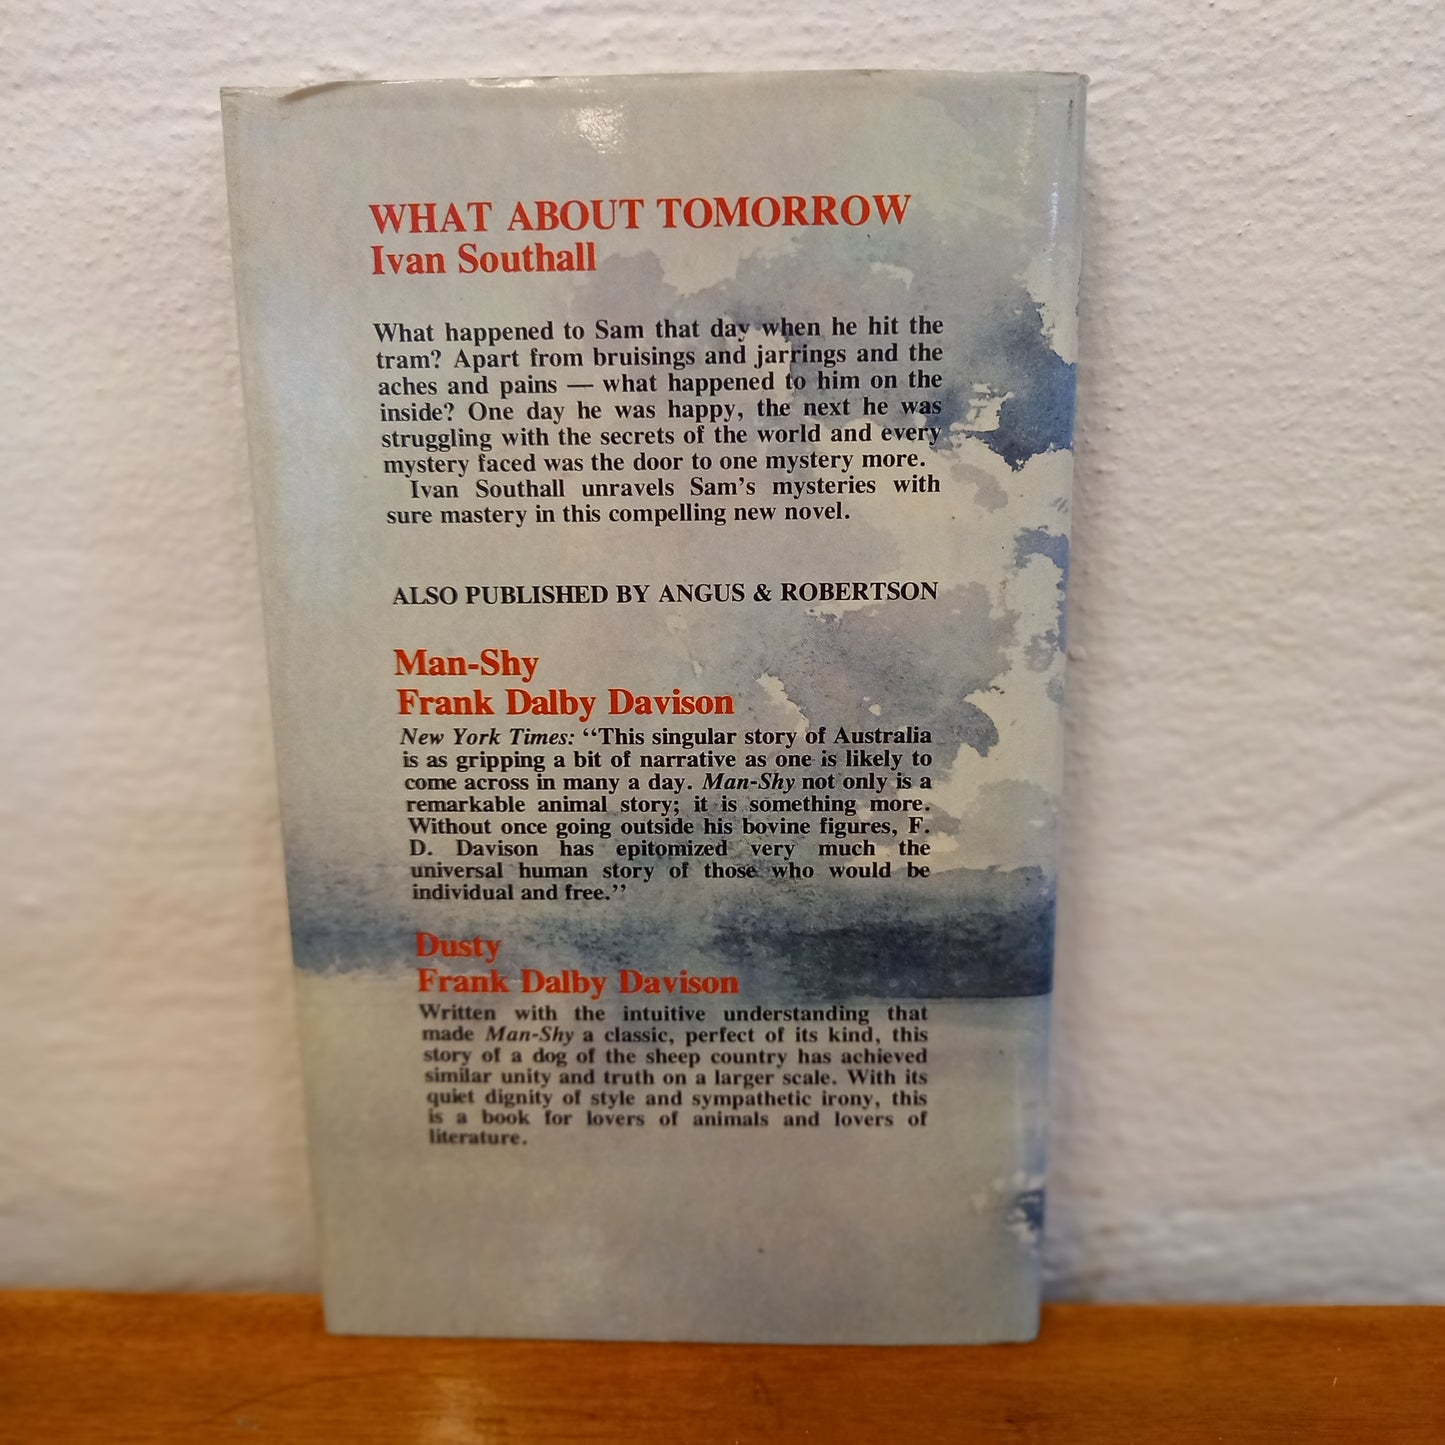 WHAT ABOUT TOMORROW
Ivan Southall
What happened to Sam that day when he hit the
tram? Apart from bruisings and jarrings and the
aches and pains — what happened to him on the
inside? One day he was happy, the next he was
struggling with the secrets of the world and every
mystery faced was the door to one mystery more.
Ivan Southall unravels Sam's mysteries with
sure mastery in this compelling new novel.
ALSO PUBLISHED BY ANGUS & ROBERTSON
Man-Shy
Frank Dalby Davison
New York Times: ‘‘This singular story of Australia
is as gripping a bit of narrative as one is likely to
come across in many a day. Man-Shy not only is a
remarkable animal story; it is something more.
Without once going outside his bovine figures, F.
D. Davison has epitomized very much the
universal human story of those who would be
individual and free.’’
Dusty
Frank Dalby Davison
Written with the intuitive understanding that
made Man-Shy a classic, perfect of its kind, this
story of a dog of the sheep country has achieved
similar unity and truth on a larger scale. With its
quiet dignity of style and sympathetic irony, this
is a book for lovers of animals and lovers of
literature.